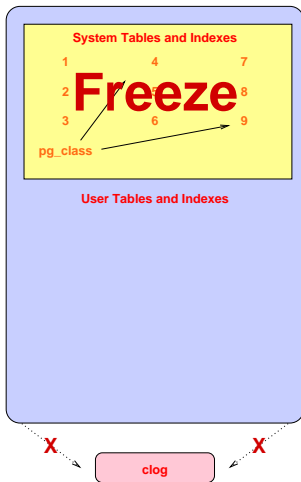 System Tables and Indexes
1 4 7
2 5 8
Freeze
3 6 9
pg_class
User Tables and Indexes
X X
clog